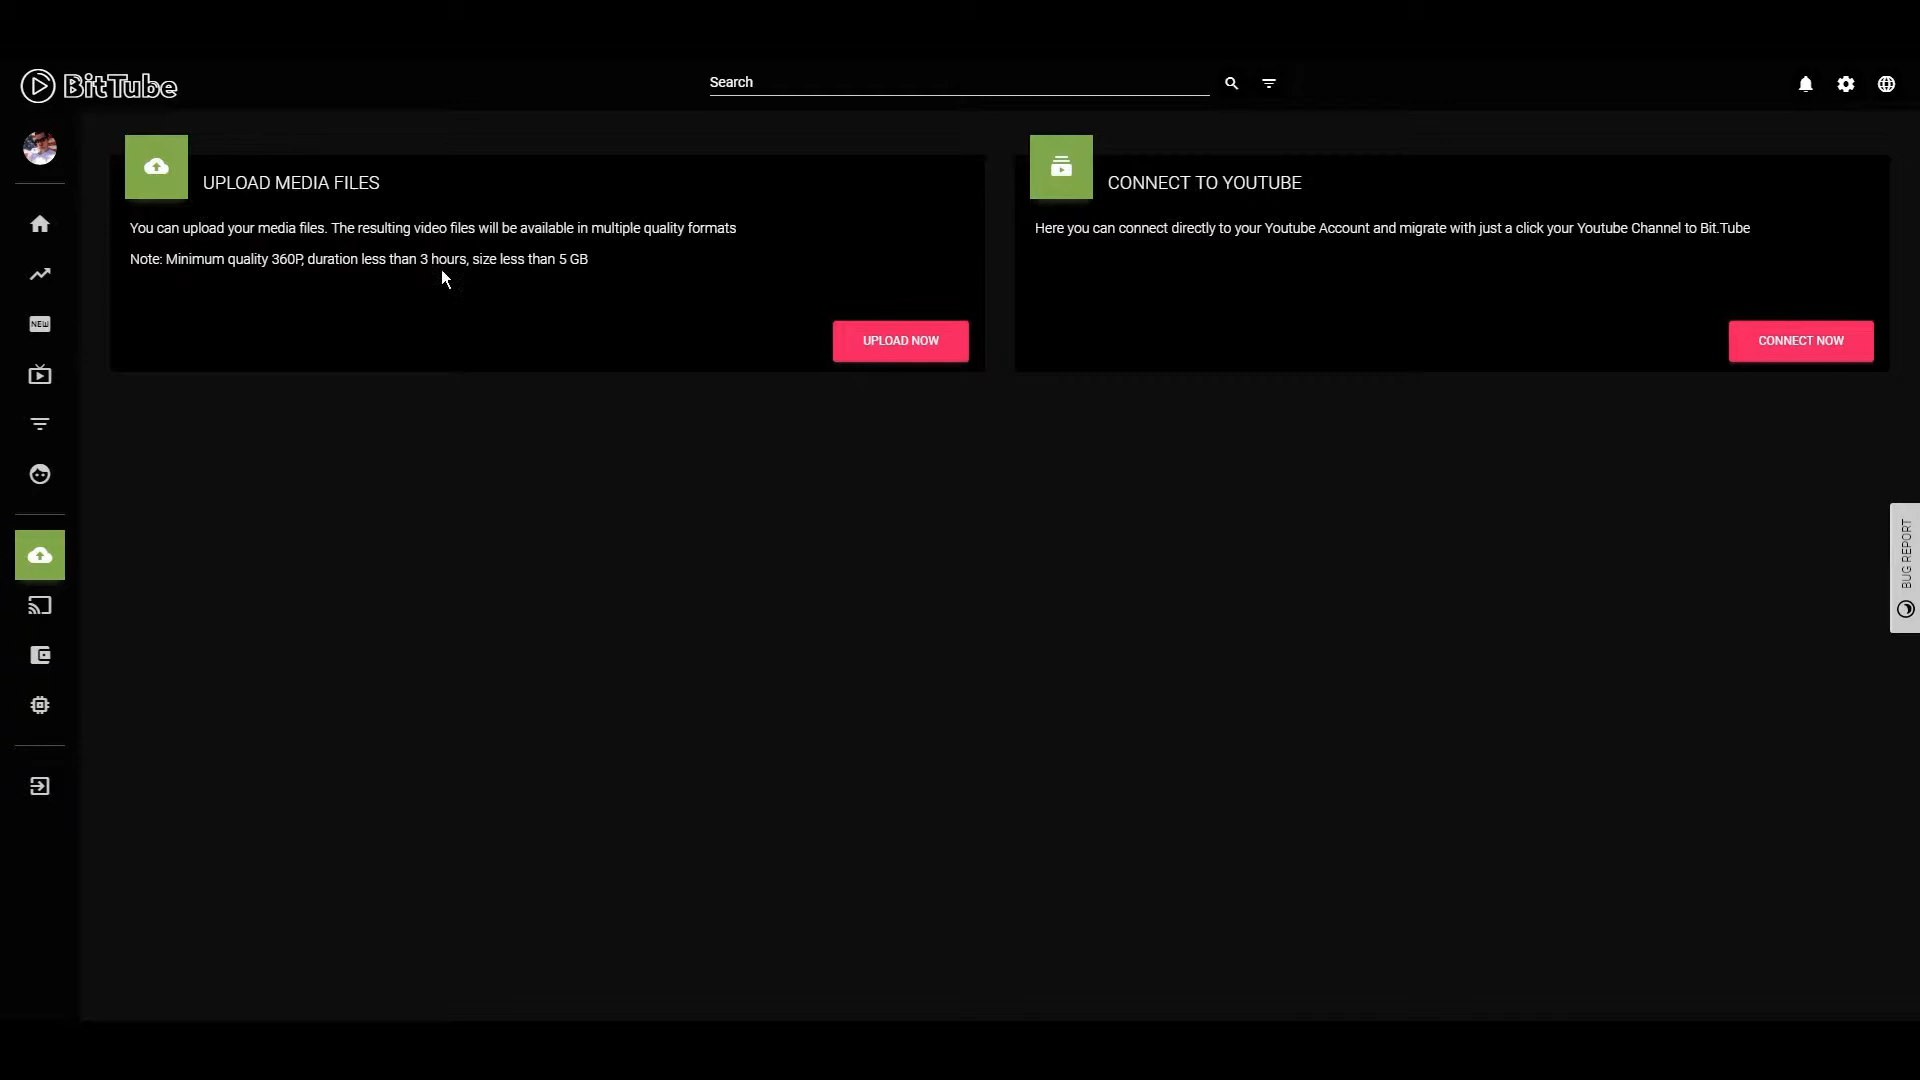 BitTube
Search
UPLOAD MEDIA FILES
You can upload your media files. The resulting video files will be available in multiple quality formats
Note: Minimum quality 360P, duration less than 3 hours, size less than 5 GB
UPLOAD NOW
CONNECT TO YOUTUBE
Here you can connect directly to your Youtube Account and migrate with just a click your Youtube Channel to Bit.Tube
CONNECT NOW
NEW
BUG REPORT